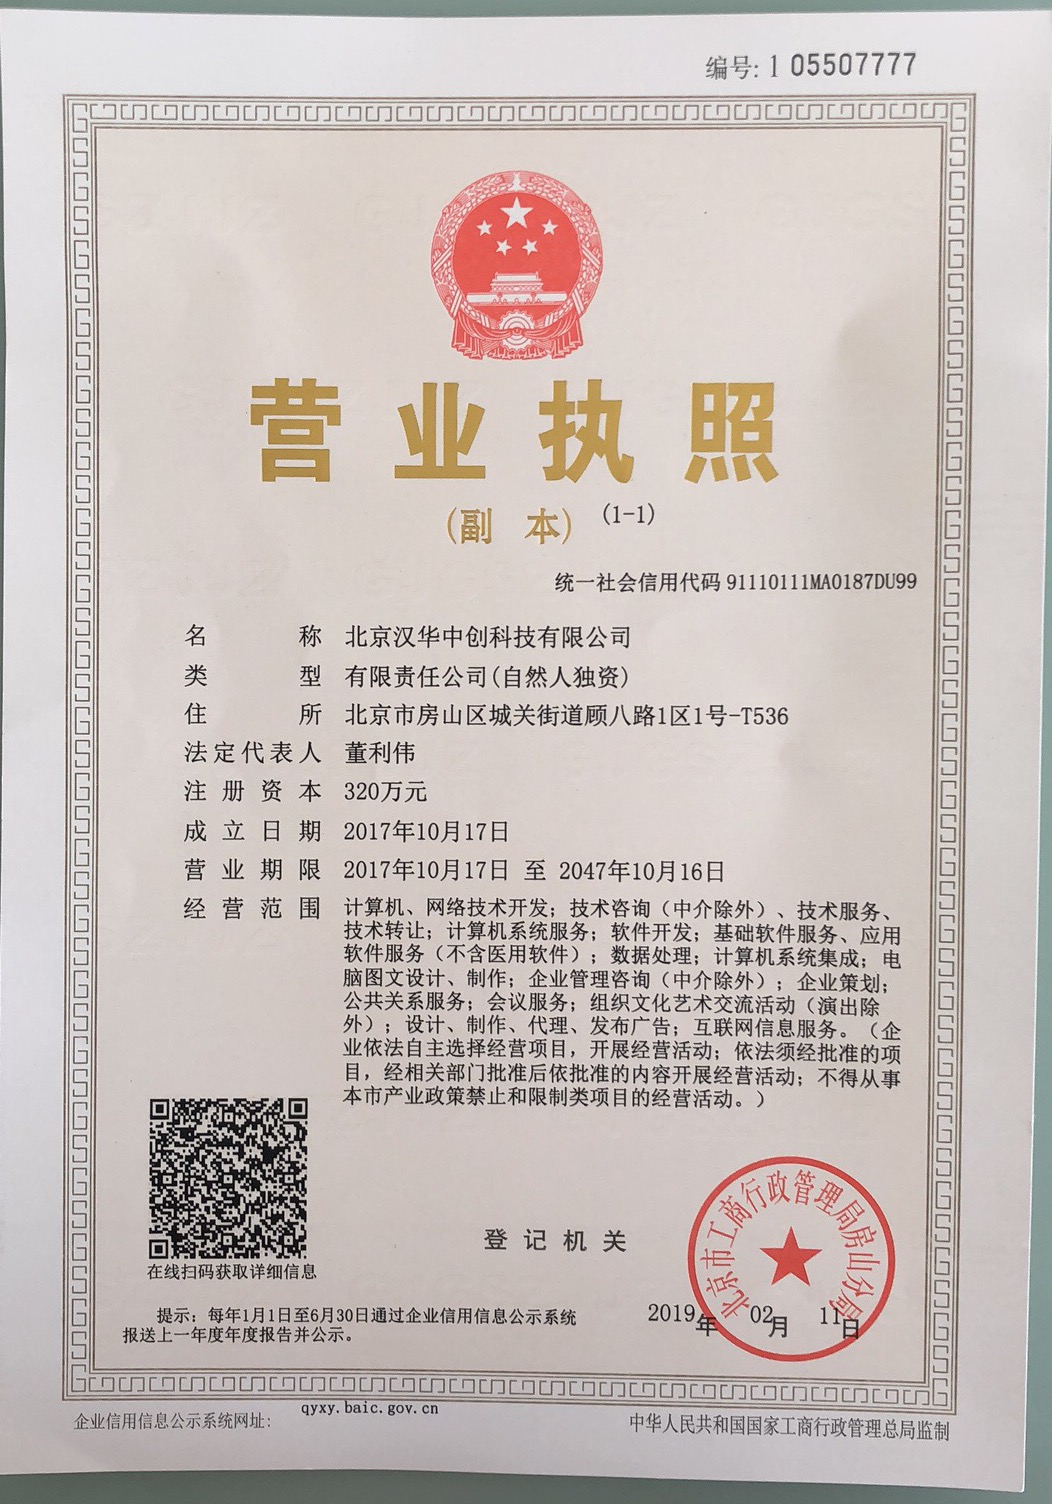 编号: 1 05507777
营业执照
(副 本) (1-1)
统一社会信用代码 91110111MA0187DU99
名称 北京汉华中创科技有限公司
类型 有限责任公司(自然人独资)
住所 北京市房山区城关街道顾八路1区1号-T536
法定代表人 董利伟
注册资本 320万元
成立日期 2017年10月17日
营业期限 2017年10月17日 至 2047年10月16日
经营范围 计算机、网络技术开发；技术咨询（中介除外）、技术服务、
技术转让；计算机系统服务；软件开发；基础软件服务、应用
软件服务（不含医用软件）；数据处理；计算机系统集成；电
脑图文设计、制作；企业管理咨询（中介除外）；企业策划；
公共关系服务；会议服务；组织文化艺术交流活动（演出除
外）；设计、制作、代理、发布广告；互联网信息服务。（企
业依法自主选择经营项目，开展经营活动；依法须经批准的项
目，经相关部门批准后依批准的内容开展经营活动；不得从事
本市产业政策禁止和限制类项目的经营活动。）
在线扫码获取详细信息
登记机关
北京市工商行政管理局房山分局
2019年 02月 11日
提示：每年1月1日至6月30日通过企业信用信息公示系统
报送上一年度年度报告并公示。
企业信用信息公示系统网址: qyxy.baic.gov.cn
中华人民共和国国家工商行政管理总局监制